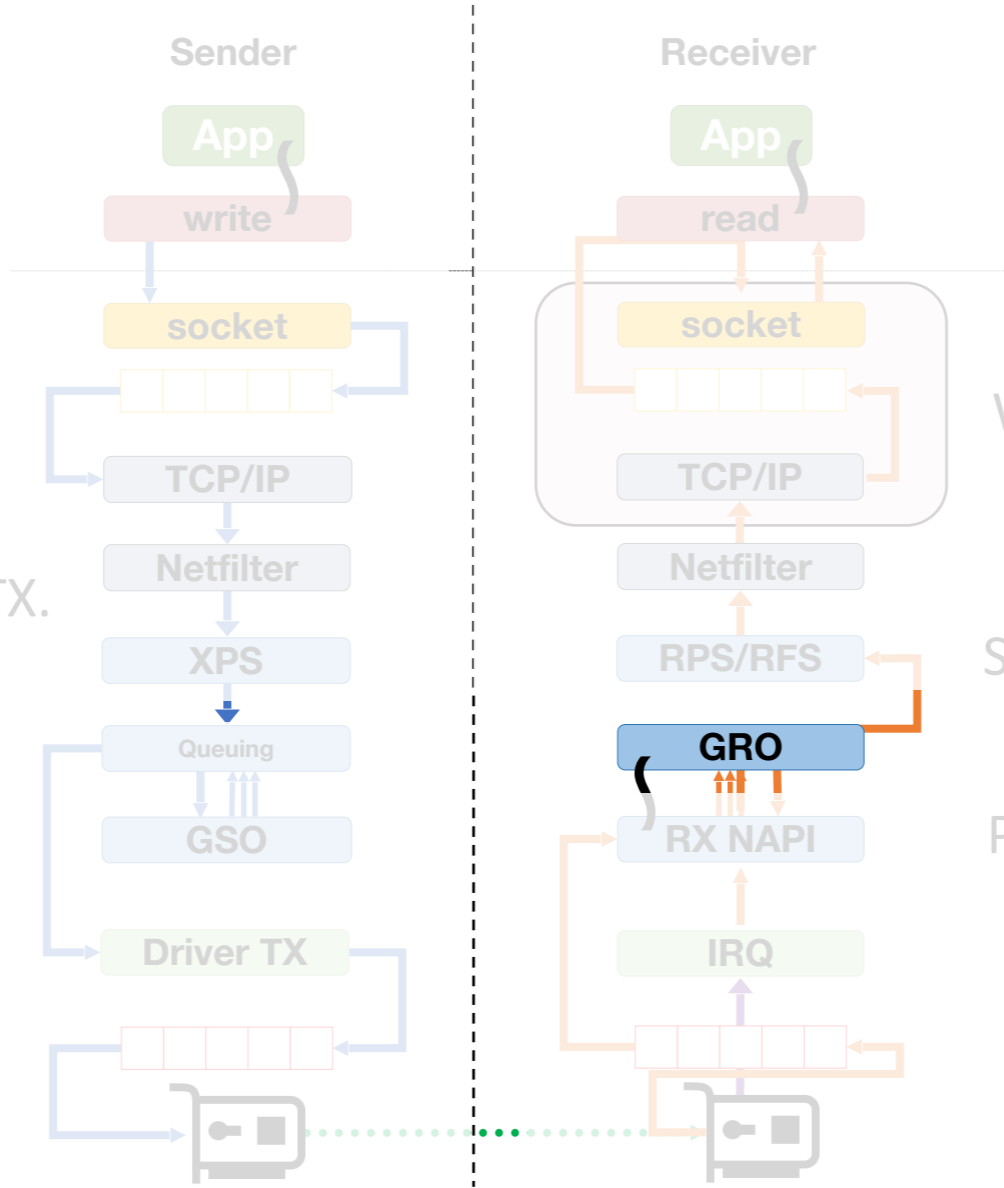 Sender
Receiver
App
App
write
read
socket
socket
TCP/IP
TCP/IP
Netfilter
Netfilter
TX.
XPS
RPS/RFS
S
Queuing
GRO
GSO
RX NAPI
Driver TX
IRQ